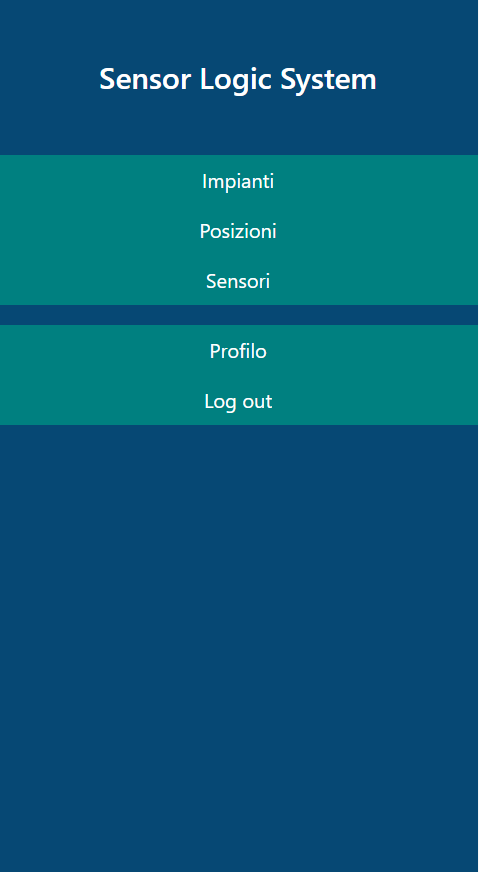 Sensor Logic System
Impianti
Posizioni
Sensori
Profilo
Log out